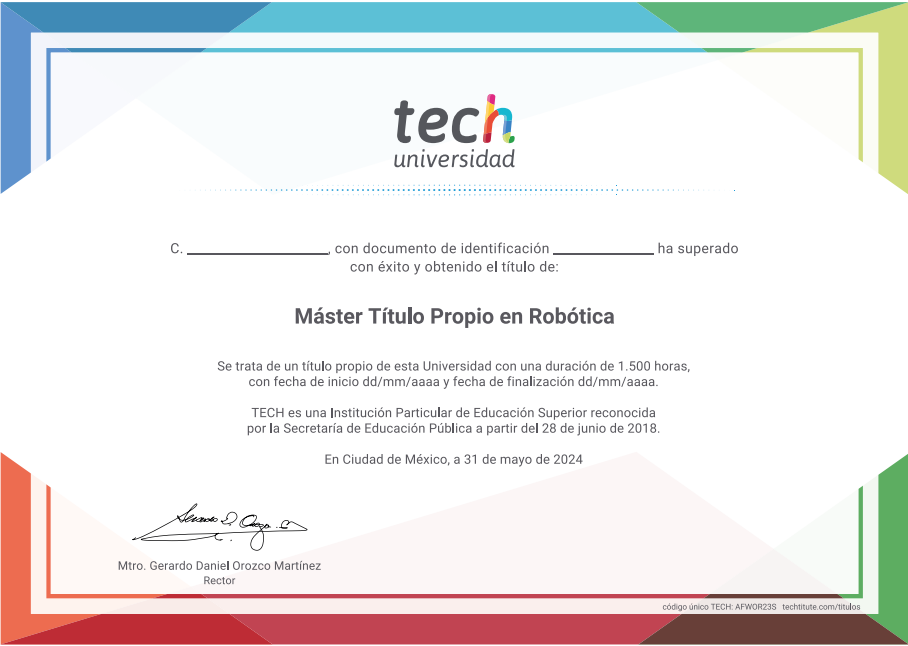 tech
universidad
C. ____________________, con documento de identificación ______________ ha superado
con éxito y obtenido el título de:
Máster Título Propio en Robótica
Se trata de un título propio de esta Universidad con una duración de 1.500 horas,
con fecha de inicio dd/mm/aaaa y fecha de finalización dd/mm/aaaa.
TECH es una Institución Particular de Educación Superior reconocida
por la Secretaría de Educación Pública a partir del 28 de junio de 2018.
En Ciudad de México, a 31 de mayo de 2024
Mtro. Gerardo Daniel Orozco Martínez
Rector
código único TECH: AFWOR23S techtitute.com/titulos